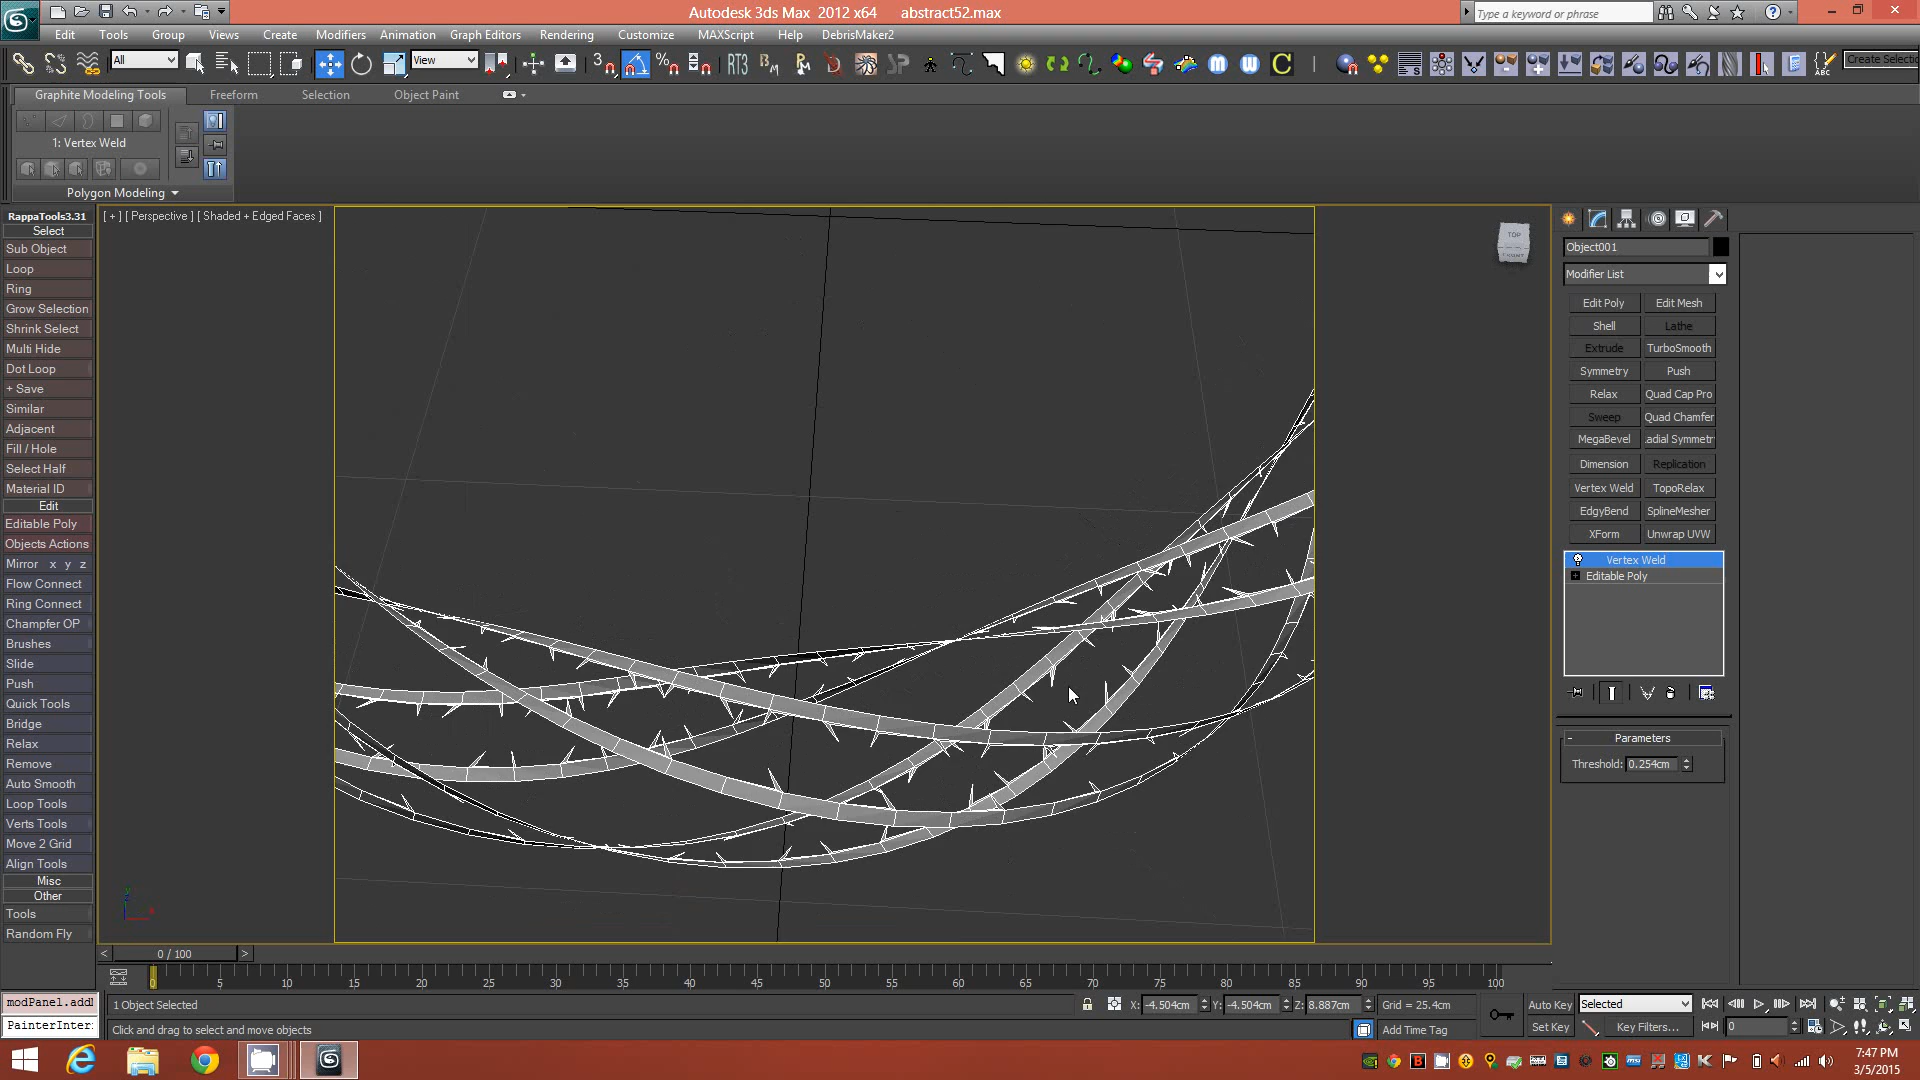 Autodesk 3ds Max 2012 x64 abstract52.max
Type a keyword or phrase
Edit Tools Group Views Create Modifiers Animation Graph Editors Rendering Customize MAXScript Help DebrisMaker2
All
View
RT3
Create Selectio
Graphite Modeling Tools Freeform Selection Object Paint
1: Vertex Weld
Polygon Modeling
RappaTools3.31
Select
Sub Object
Loop
Ring
Grow Selection
Shrink Select
Multi Hide
Dot Loop
+ Save
Similar
Adjacent
Fill / Hole
Select Half
Material ID
Edit
Editable Poly
Objects Actions
Mirror x y z
Flow Connect
Ring Connect
Champfer OP
Brushes
Slide
Push
Quick Tools
Bridge
Relax
Remove
Auto Smooth
Loop Tools
Verts Tools
Move 2 Grid
Align Tools
Misc
Other
Tools
Random Fly
[ + ] [ Perspective ] [ Shaded + Edged Faces ]
TOP
Object001
Modifier List
Edit Poly Edit Mesh
Shell Lathe
Extrude TurboSmooth
Symmetry Push
Relax Quad Cap Pro
Sweep Quad Chamfer
MegaBevel .adial Symmetr
Dimension Replication
Vertex Weld TopoRelax
EdgyBend SplineMesher
XForm Unwrap UVW
Vertex Weld
Editable Poly
- Parameters
Threshold: 0.254cm
< 0 / 100 >
0 5 10 15 20 25 30 35 40 45 50 55 60 65 70 75 80 85 90 95 100
modPanel.addM
PainterInter:
1 Object Selected
X: -4.504cm Y: -4.504cm Z: 8.887cm Grid = 25.4cm
Click and drag to select and move objects
Add Time Tag
Auto Key Selected
Set Key Key Filters... 0
7:47 PM
3/5/2015